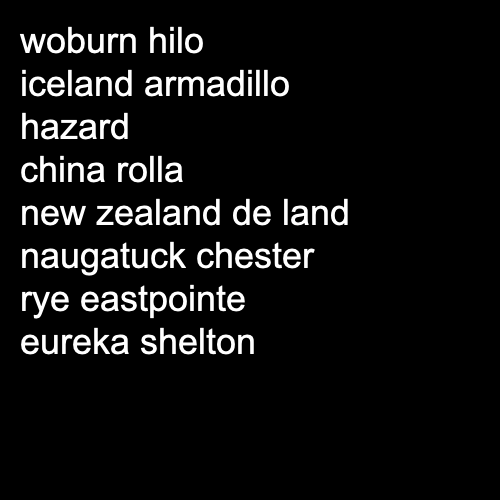 woburn hilo
iceland armadillo
hazard
china rolla
new zealand de land
naugatuck chester
rye eastpointe
eureka shelton